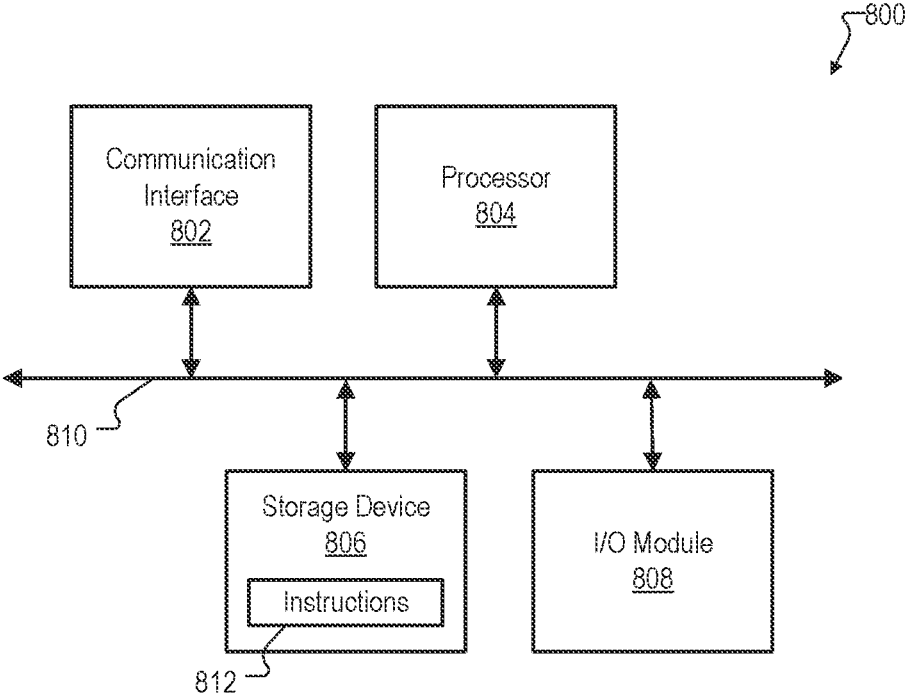 800
Communication
Interface
802
Processor
804
810
Storage Device
806
Instructions
812
I/O Module
808